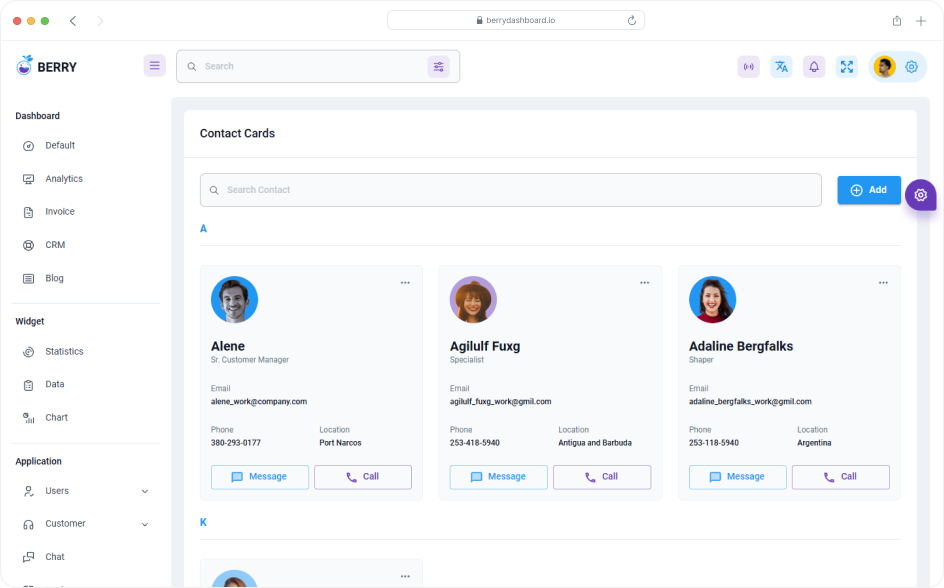 berrydashboard.io
BERRY
Search
Dashboard
Default
Analytics
Invoice
CRM
Blog
Widget
Statistics
Data
Chart
Application
Users
Customer
Chat
Contact Cards
Search Contact
Add
A
Alene
Sr. Customer Manager
Email
alene_work@company.com
Phone
380-293-0177
Location
Port Narcos
Message
Call
Agilulf Fuxg
Specialist
Email
agilulf_fuxg_work@gmil.com
Phone
253-418-5940
Location
Antigua and Barbuda
Message
Call
Adaline Bergfalks
Shaper
Email
adaline_bergfalks_work@gmil.com
Phone
253-118-5940
Location
Argentina
Message
Call
K